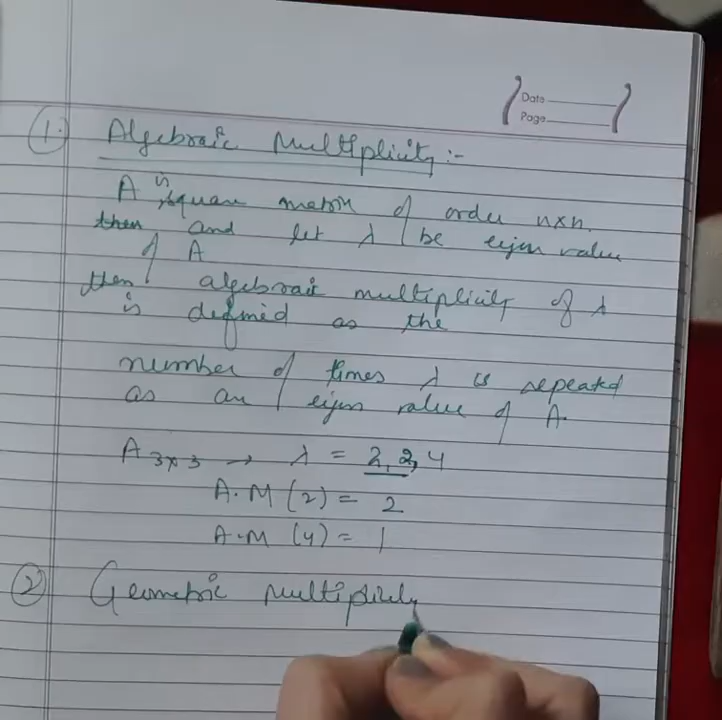 Date
Page
1. Algebraic Multiplicity :-
A is square matrix of order nxn.
then and let λ be eigen value
of A
then algebraic multiplicity of λ
is defined as the
number of times λ is repeated
as an eigen value of A.
A 3x3 → λ = 2, 2, 4
A.M (2) = 2
A.M (4) = 1
2 Geometric multiplicity